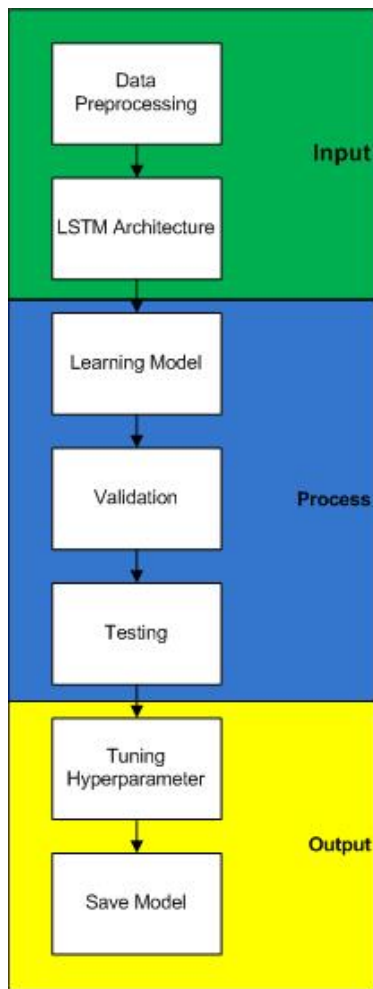 Data
Preprocessing
Input
LSTM Architecture
Learning Model
Validation
Process
Testing
Tuning
Hyperparameter
Output
Save Model